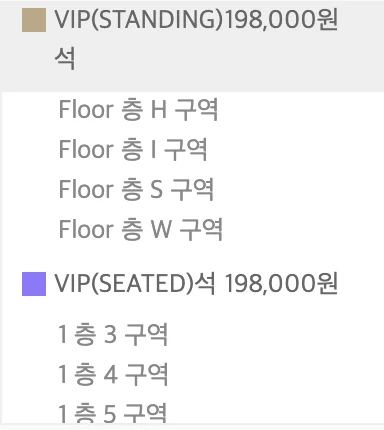 VIP(STANDING)198,000원
석
Floor 층 H 구역
Floor 층 I 구역
Floor 층 S 구역
Floor 층 W 구역
VIP(SEATED)석 198,000원
1 층 3 구역
1 층 4 구역
1 층 5 구역